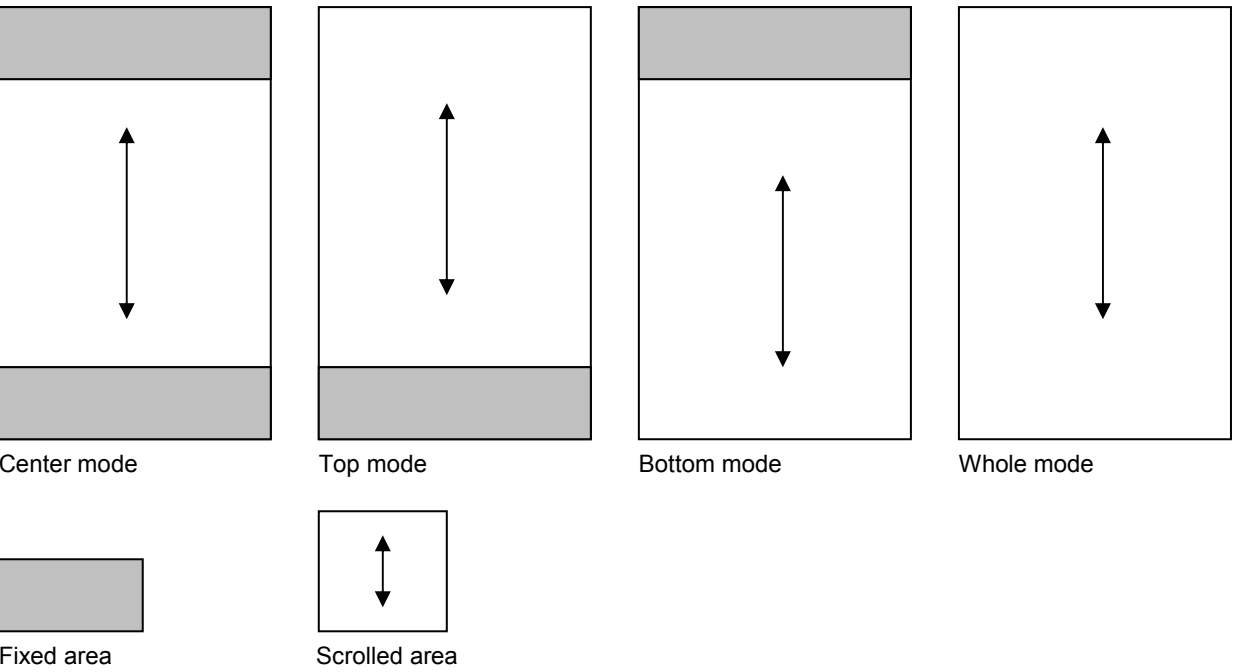 Center mode
Top mode
Bottom mode
Whole mode
Fixed area
Scrolled area